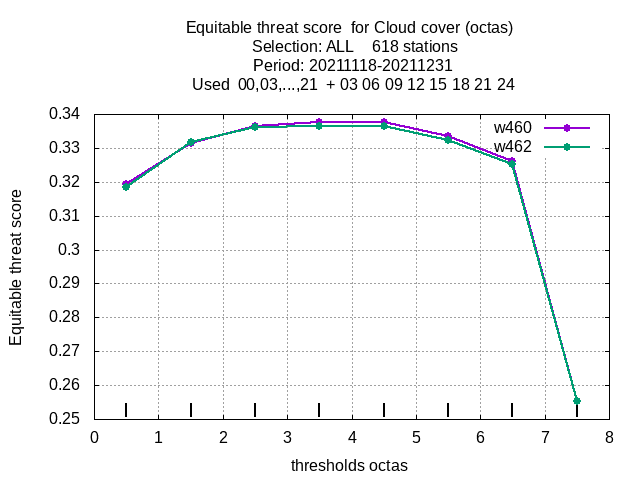 Equitable threat score  for Cloud cover (octas)
Selection: ALL    618 stations
Period: 20211118-20211231
Used  00,03,...,21  + 03 06 09 12 15 18 21 24
0.34
0.33
0.32
0.31
0.3
0.29
0.28
0.27
0.26
0.25
Equitable threat score
w460
w462
0 1 2 3 4 5 6 7 8
thresholds octas